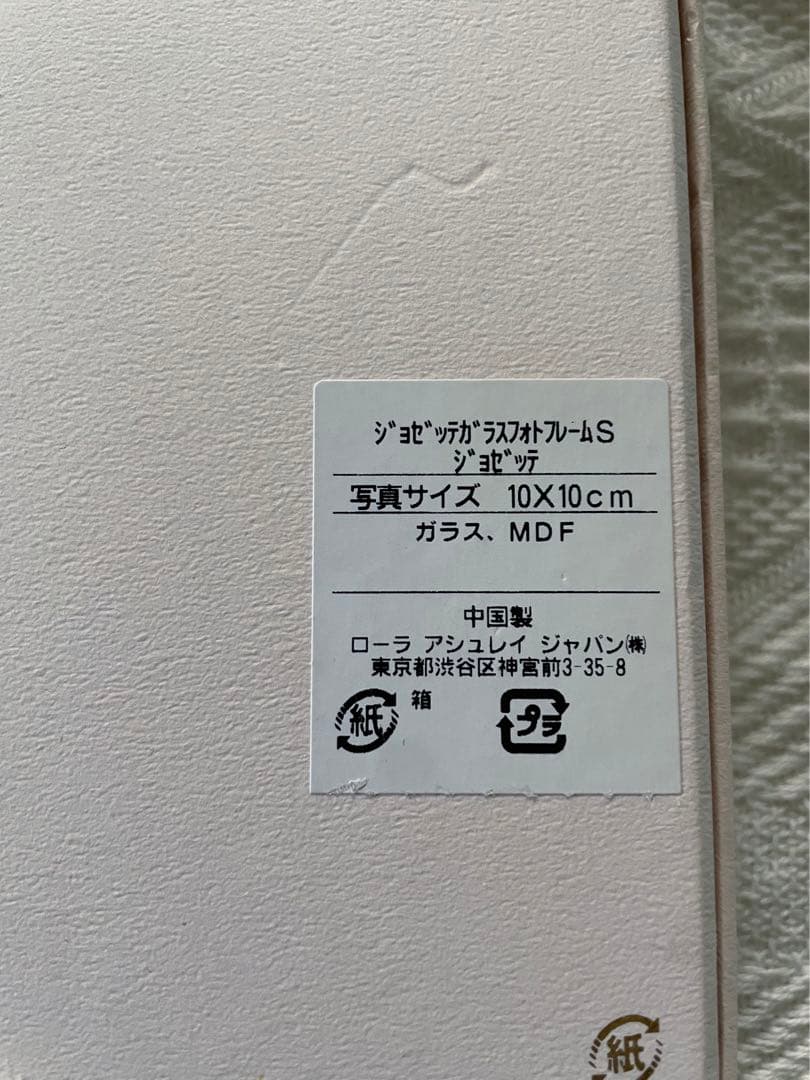 ｼﾞｮｾﾞｯﾃｶﾞﾗｽﾌｫﾄﾌﾚｰﾑS
ｼﾞｮｾﾞｯﾃ
写真サイズ 10X10cm
ガラス、MDF
中国製
ローラ アシュレイ ジャパン㈱
東京都渋谷区神宮前3-35-8
紙 箱 プラ
紙